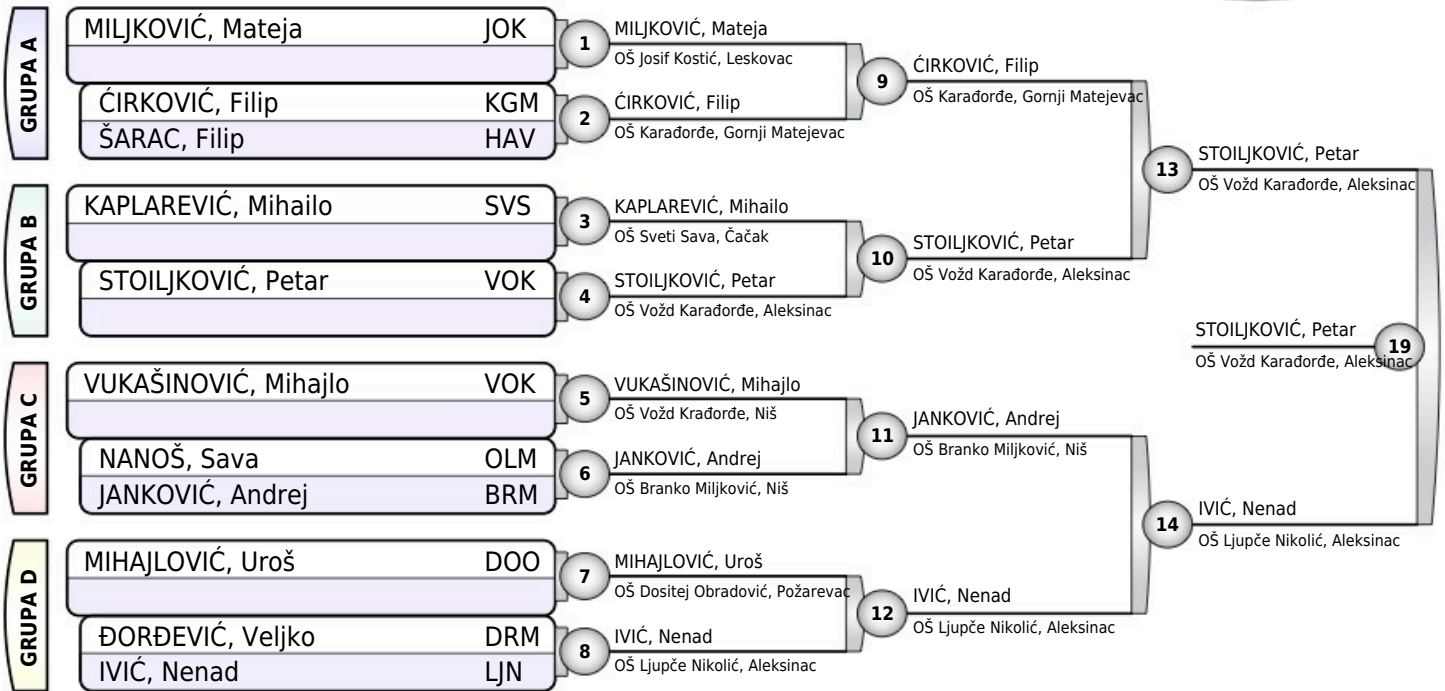 GRUPA A
MILJKOVIĆ, Mateja JOK
ĆIRKOVIĆ, Filip KGM
ŠARAC, Filip HAV
GRUPA B
KAPLAREVIĆ, Mihailo SVS
STOILJKOVIĆ, Petar VOK
GRUPA C
VUKAŠINOVIĆ, Mihajlo VOK
NANOŠ, Sava OLM
JANKOVIĆ, Andrej BRM
GRUPA D
MIHAJLOVIĆ, Uroš DOO
ĐORĐEVIĆ, Veljko DRM
IVIĆ, Nenad LJN
1
MILJKOVIĆ, Mateja
OŠ Josif Kostić, Leskovac
2
ĆIRKOVIĆ, Filip
OŠ Karađorđe, Gornji Matejevac
3
KAPLAREVIĆ, Mihailo
OŠ Sveti Sava, Čačak
4
STOILJKOVIĆ, Petar
OŠ Vožd Karađorđe, Aleksinac
5
VUKAŠINOVIĆ, Mihajlo
OŠ Vožd Krađorđe, Niš
6
JANKOVIĆ, Andrej
OŠ Branko Miljković, Niš
7
MIHAJLOVIĆ, Uroš
OŠ Dositej Obradović, Požarevac
8
IVIĆ, Nenad
OŠ Ljupče Nikolić, Aleksinac
9
ĆIRKOVIĆ, Filip
OŠ Karađorđe, Gornji Matejevac
10
STOILJKOVIĆ, Petar
OŠ Vožd Karađorđe, Aleksinac
11
JANKOVIĆ, Andrej
OŠ Branko Miljković, Niš
12
IVIĆ, Nenad
OŠ Ljupče Nikolić, Aleksinac
13
STOILJKOVIĆ, Petar
OŠ Vožd Karađorđe, Aleksinac
14
IVIĆ, Nenad
OŠ Ljupče Nikolić, Aleksinac
STOILJKOVIĆ, Petar
19
OŠ Vožd Karađorđe, Aleksinac